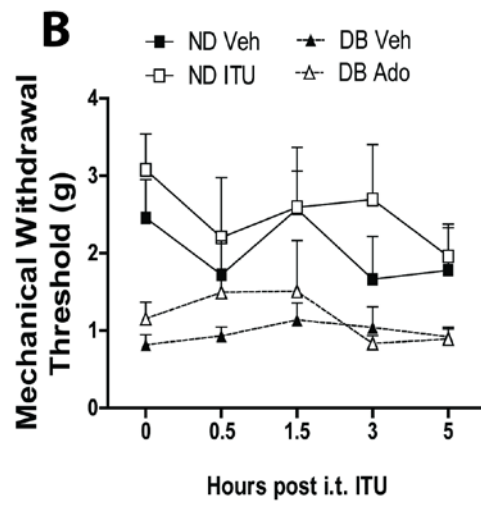 B
ND Veh DB Veh
ND ITU DB Ado
Mechanical Withdrawal
Threshold (g)
4
3
2
1
0
0 0.5 1.5 3 5
Hours post i.t. ITU